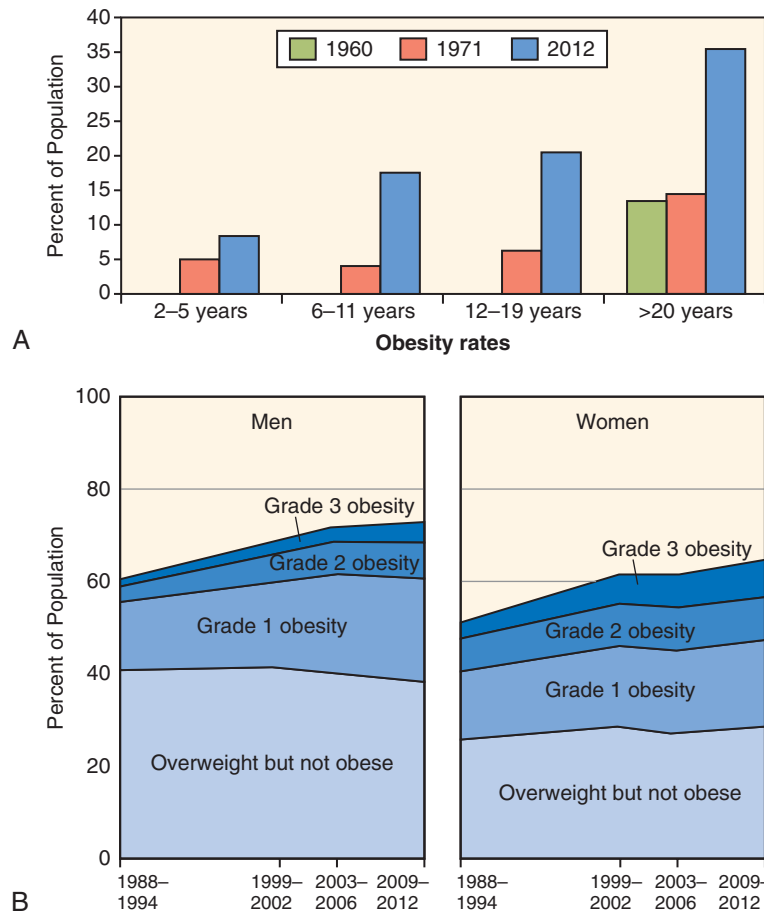 40
35
30
25
20
15
10
5
0
Percent of Population
1960 1971 2012
2–5 years 6–11 years 12–19 years >20 years
A
Obesity rates
100
80
60
40
20
0
Percent of Population
Men
Grade 3 obesity
Grade 2 obesity
Grade 1 obesity
Overweight but not obese
1988–
1994
1999–
2002
2003–
2006
2009–
2012
Women
Grade 3 obesity
Grade 2 obesity
Grade 1 obesity
Overweight but not obese
1988–
1994
1999–
2002
2003–
2006
2009–
2012
B